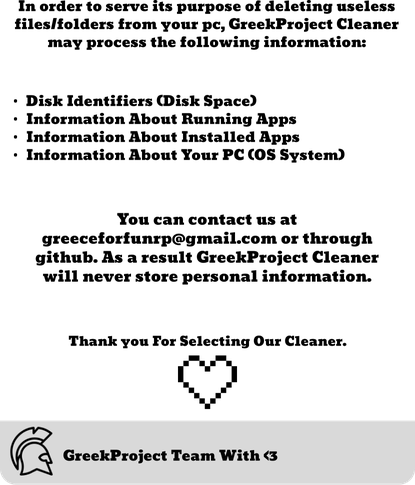 In order to serve its purpose of deleting useless
files/folders from your pc, GreekProject Cleaner
may process the following information:
• Disk Identifiers (Disk Space)
• Information About Running Apps
• Information About Installed Apps
• Information About Your PC (OS System)
You can contact us at
greeceforfunrp@gmail.com or through
github. As a result GreekProject Cleaner
will never store personal information.
Thank you For Selecting Our Cleaner.
GreekProject Team With <3